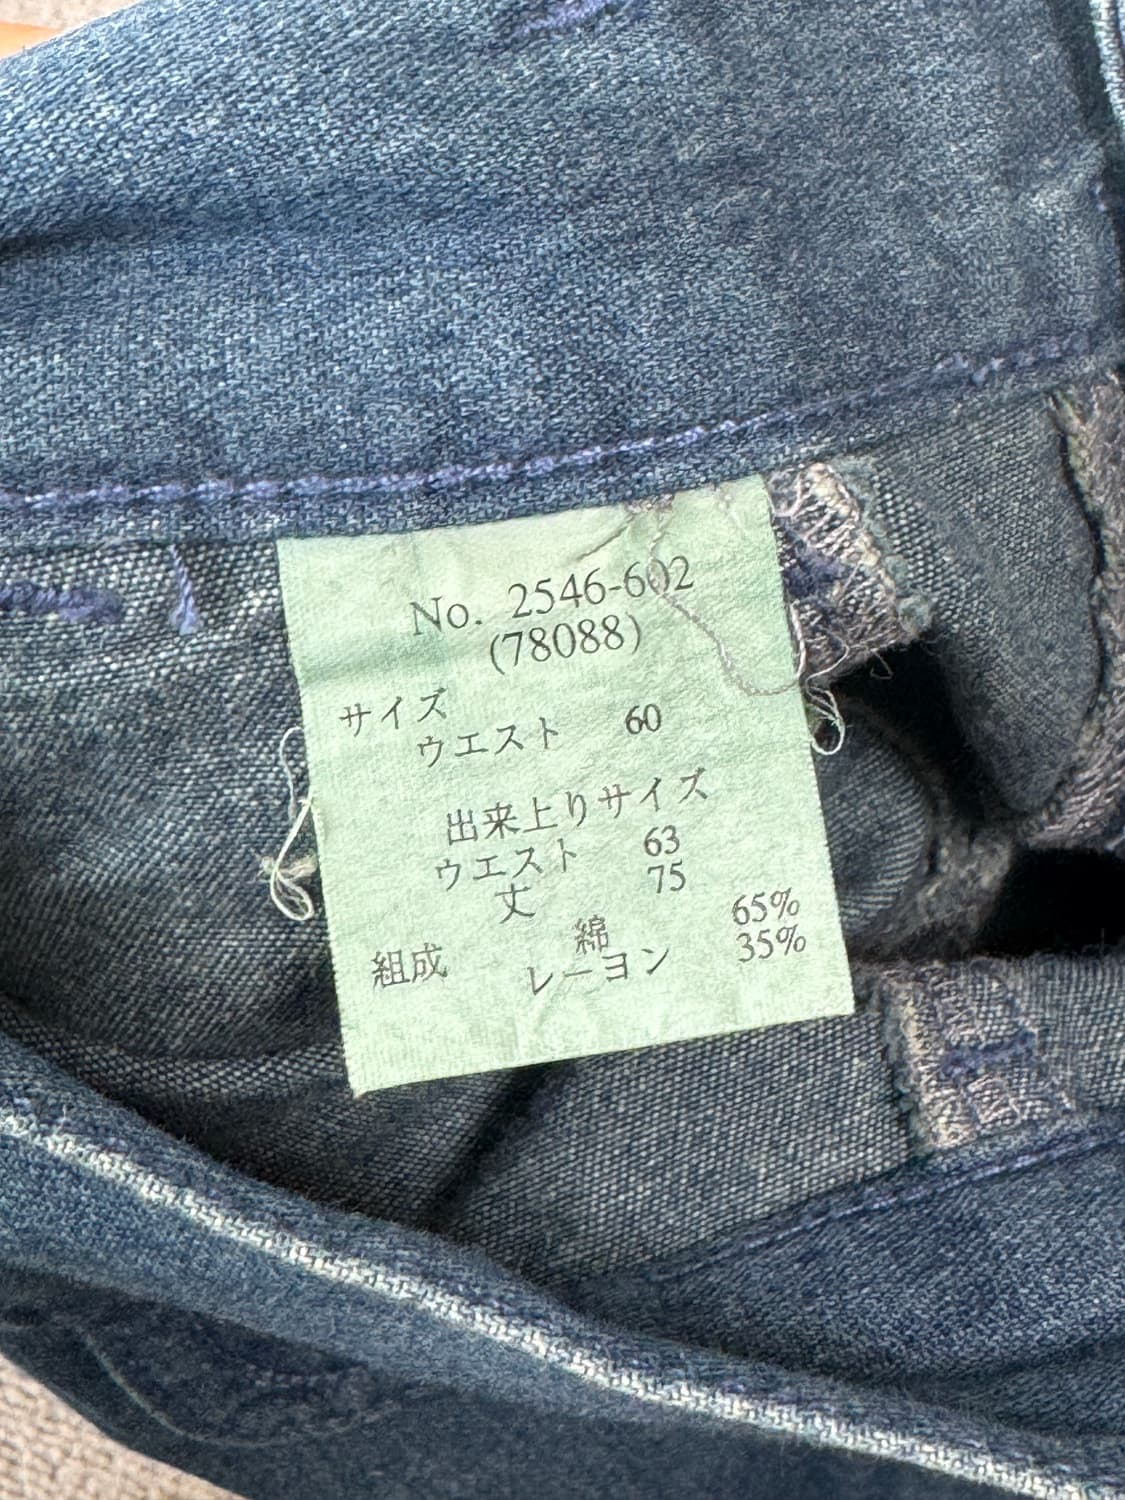 No. 2546-602
(78088)
サイズ
ウエスト 60
出来上りサイズ
ウエスト 63
丈 75
組成 綿 65%
レーヨン 35%